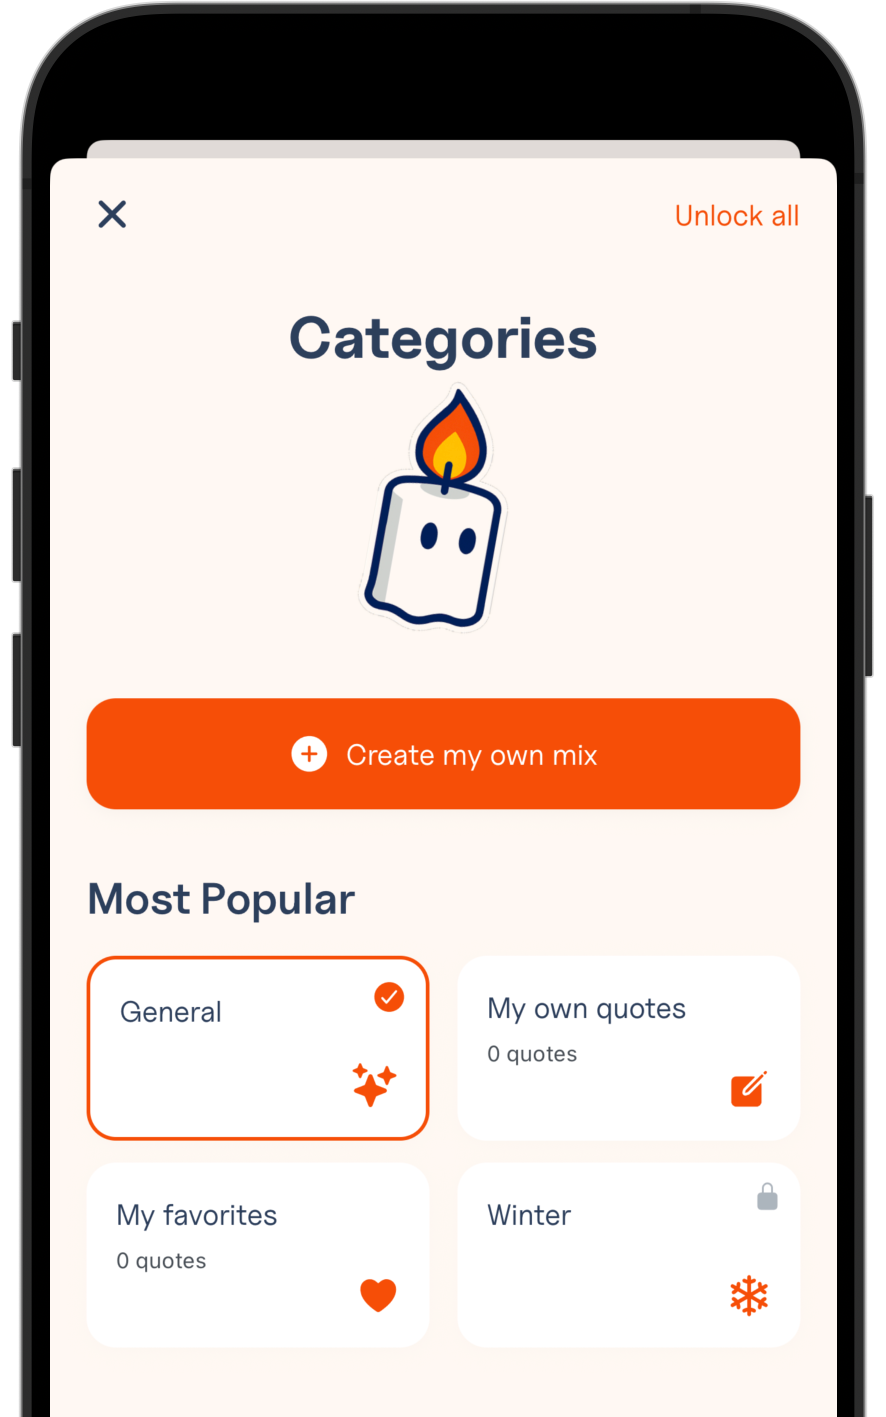 Unlock all
Categories
Create my own mix
Most Popular
General
My own quotes
0 quotes
My favorites
0 quotes
Winter